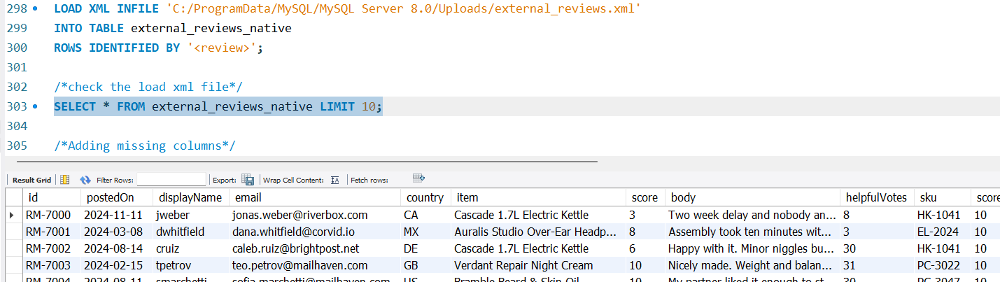 298 LOAD XML INFILE 'C:/ProgramData/MySQL/MySQL Server 8.0/Uploads/external_reviews.xml'
299 INTO TABLE external_reviews_native
300 ROWS IDENTIFIED BY '<review>';
301
302 /*check the load xml file*/
303 SELECT * FROM external_reviews_native LIMIT 10;
304
305 /*Adding missing columns*/
Result Grid Filter Rows: Export: Wrap Cell Content: Fetch rows:
id postedOn displayName email country item score body helpfulVotes sku score
RM-7000 2024-11-11 jweber jonas.weber@riverbox.com CA Cascade 1.7L Electric Kettle 3 Two week delay and nobody an... 8 HK-1041 10
RM-7001 2024-03-08 dwhitfield dana.whitfield@corvid.io MX Auralis Studio Over-Ear Headp... 8 Assembly took ten minutes wit... 3 EL-2024 10
RM-7002 2024-08-14 cruiz caleb.ruiz@brightpost.net DE Cascade 1.7L Electric Kettle 6 Happy with it. Minor niggles bu... 30 HK-1041 10
RM-7003 2024-02-15 tpetrov teo.petrov@mailhaven.com GB Verdant Repair Night Cream 10 Nicely made. Weight and balan... 31 PC-3022 10
RM-7004 2024-08-11 smarchetti sofia.marchetti@mailhaven.com US Bramble Beard & Skin Oil 10 My partner liked it enough to st... 30 PC-3047 10